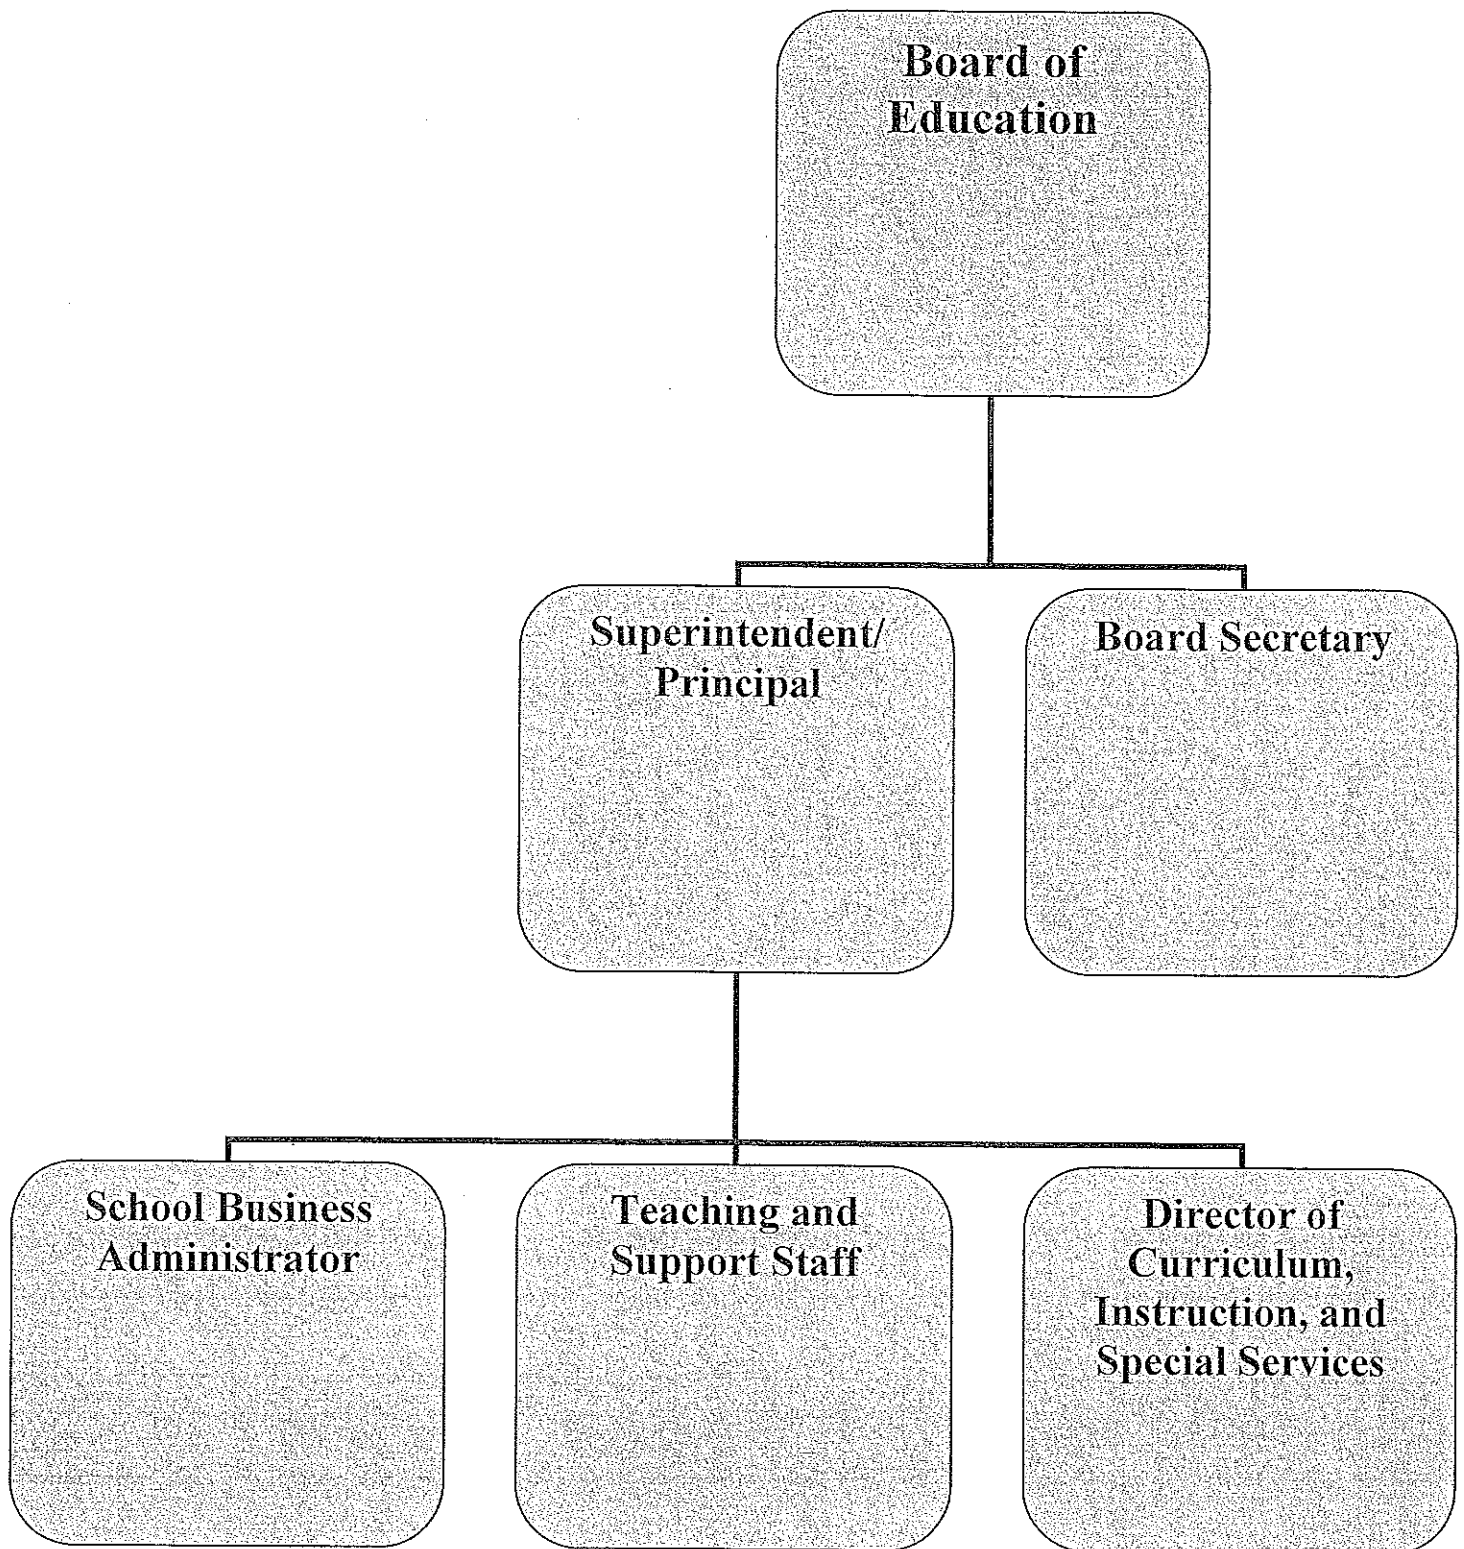 Board of
Education
Superintendent/
Principal
Board Secretary
School Business
Administrator
Teaching and
Support Staff
Director of
Curriculum,
Instruction, and
Special Services